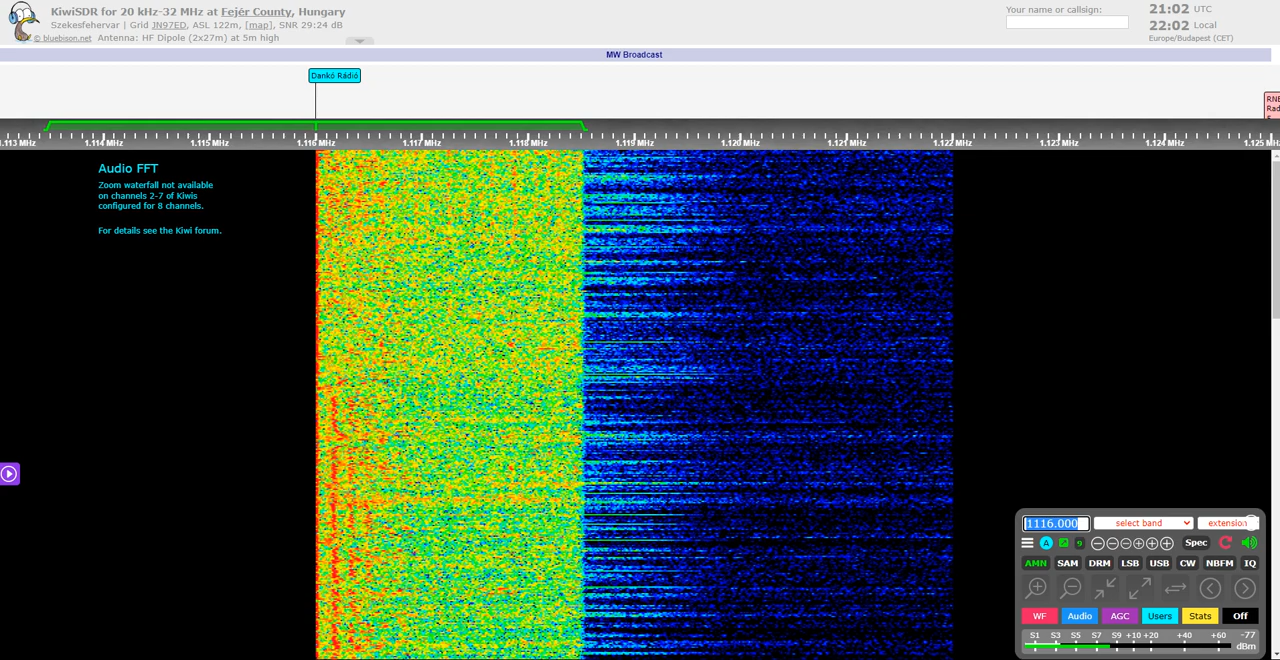 KiwiSDR for 20 kHz-32 MHz at Fejér County, Hungary
Szekesfehervar | Grid JN97ED, ASL 122m, [map], SNR 29:24 dB
© bluebison.net Antenna: HF Dipole (2x27m) at 5m high
Your name or callsign:
21:02 UTC
22:02 Local
Europe/Budapest (CET)
MW Broadcast
Dankó Rádió
RNE
Rad
1.113 MHz 1.114 MHz 1.115 MHz 1.116 MHz 1.117 MHz 1.118 MHz 1.119 MHz 1.120 MHz 1.121 MHz 1.122 MHz 1.123 MHz 1.124 MHz 1.125 MHz
Audio FFT
Zoom waterfall not available
on channels 2-7 of Kiwis
configured for 8 channels.
For details see the Kiwi forum.
1116.000 select band extension
A 9 Spec
AMN SAM DRM LSB USB CW NBFM IQ
WF Audio AGC Users Stats Off
S1 S3 S5 S7 S9 +10 +20 +40 +60 -77
dBm